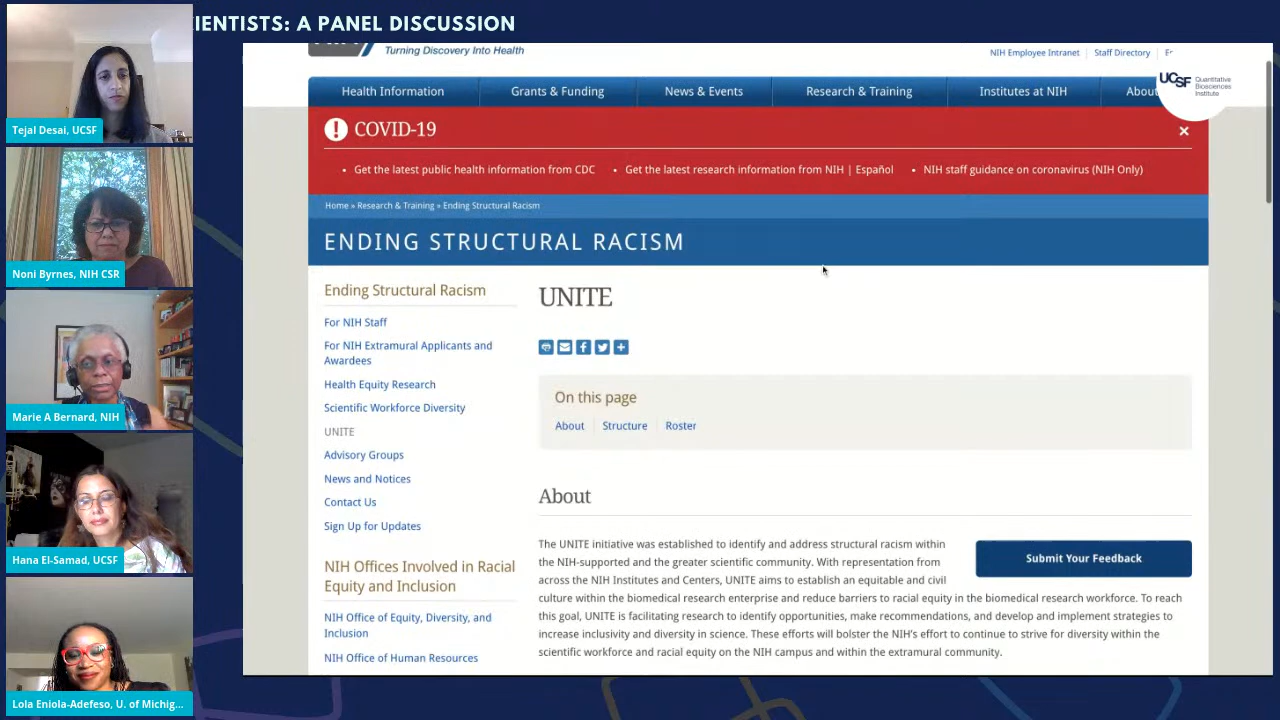 SCIENTISTS: A PANEL DISCUSSION
Tejal Desai, UCSF
Noni Byrnes, NIH CSR
Marie A Bernard, NIH
Hana El-Samad, UCSF
Lola Eniola-Adefeso, U. of Michig...
Turning Discovery Into Health
NIH Employee Intranet
Staff Directory
UCSF Quantitative
Biosciences
Institute
Health Information
Grants & Funding
News & Events
Research & Training
Institutes at NIH
About
COVID-19
• Get the latest public health information from CDC
• Get the latest research information from NIH | Español
• NIH staff guidance on coronavirus (NIH Only)
Home » Research & Training » Ending Structural Racism
ENDING STRUCTURAL RACISM
Ending Structural Racism
For NIH Staff
For NIH Extramural Applicants and
Awardees
Health Equity Research
Scientific Workforce Diversity
UNITE
Advisory Groups
News and Notices
Contact Us
Sign Up for Updates
NIH Offices Involved in Racial
Equity and Inclusion
NIH Office of Equity, Diversity, and
Inclusion
NIH Office of Human Resources
UNITE
On this page
About
Structure
Roster
About
The UNITE initiative was established to identify and address structural racism within
the NIH-supported and the greater scientific community. With representation from
across the NIH Institutes and Centers, UNITE aims to establish an equitable and civil
culture within the biomedical research enterprise and reduce barriers to racial equity in the biomedical research workforce. To reach
this goal, UNITE is facilitating research to identify opportunities, make recommendations, and develop and implement strategies to
increase inclusivity and diversity in science. These efforts will bolster the NIH's effort to continue to strive for diversity within the
scientific workforce and racial equity on the NIH campus and within the extramural community.
Submit Your Feedback